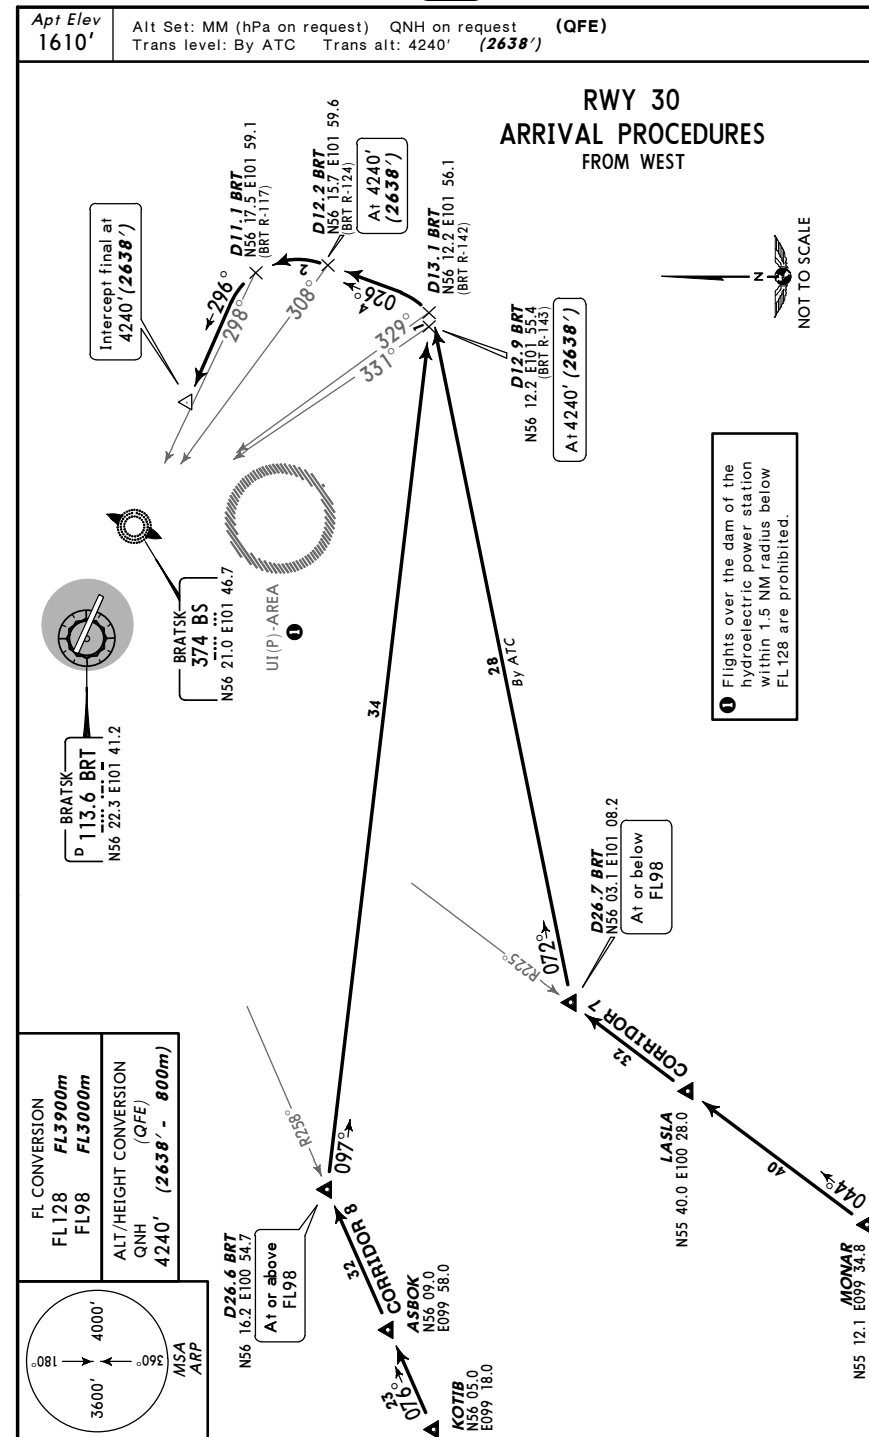 Apt Elev
1610'
Alt Set: MM (hPa on request) QNH on request (QFE)
Trans level: By ATC Trans alt: 4240' (2638')
RWY 30
ARRIVAL PROCEDURES
FROM WEST
NOT TO SCALE
N
Intercept final at
4240' (2638')
D11.1 BRT
N56 17.5 E101 59.1
(BRT R-117)
D12.2 BRT
N56 15.7 E101 59.6
(BRT R-124)
At 4240'
(2638')
D13.1 BRT
N56 12.2 E101 56.1
(BRT R-142)
D12.9 BRT
N56 12.2 E101 55.4
(BRT R-143)
At 4240' (2638')
296°
298°
2
308°
4
026°
329°
331°
1
BRATSK
374 BS
N56 21.0 E101 46.7
UI(P)-AREA
1
BRATSK
D 113.6 BRT
N56 22.3 E101 41.2
34
28
By ATC
1 Flights over the dam of the
hydroelectric power station
within 1.5 NM radius below
FL128 are prohibited.
D26.7 BRT
N56 03.1 E101 08.2
At or below
FL98
R225°
072°
CORRIDOR 7
32
LASLA
N55 40.0 E100 28.0
40
044°
MONAR
N55 12.1 E099 34.8
R258°
097°
D26.6 BRT
N56 16.2 E100 54.7
At or above
FL98
CORRIDOR 8
32
ASBOK
N56 09.0
E099 58.0
23
076°
KOTIB
N56 05.0
E099 18.0
FL CONVERSION
FL128 FL3900m
FL98 FL3000m
ALT/HEIGHT CONVERSION
QNH (QFE)
4240' (2638' - 800m)
180°
360°
4000'
3600'
MSA
ARP